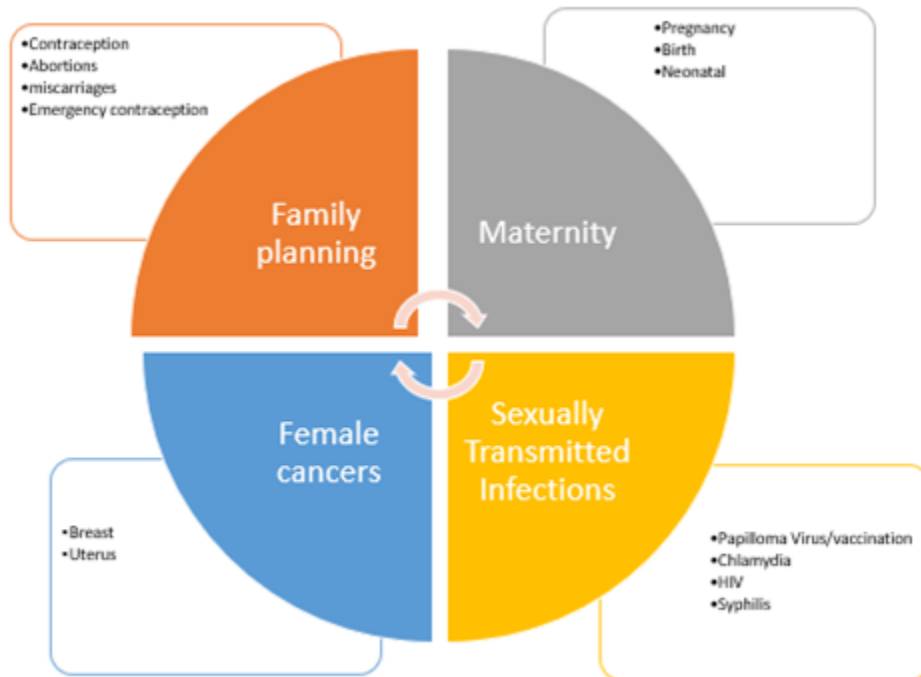 •Contraception
•Abortions
•miscarriages
•Emergency contraception
•Pregnancy
•Birth
•Neonatal
Family
planning
Maternity
Female
cancers
Sexually
Transmitted
Infections
•Breast
•Uterus
•Papilloma Virus/vaccination
•Chlamydia
•HIV
•Syphilis